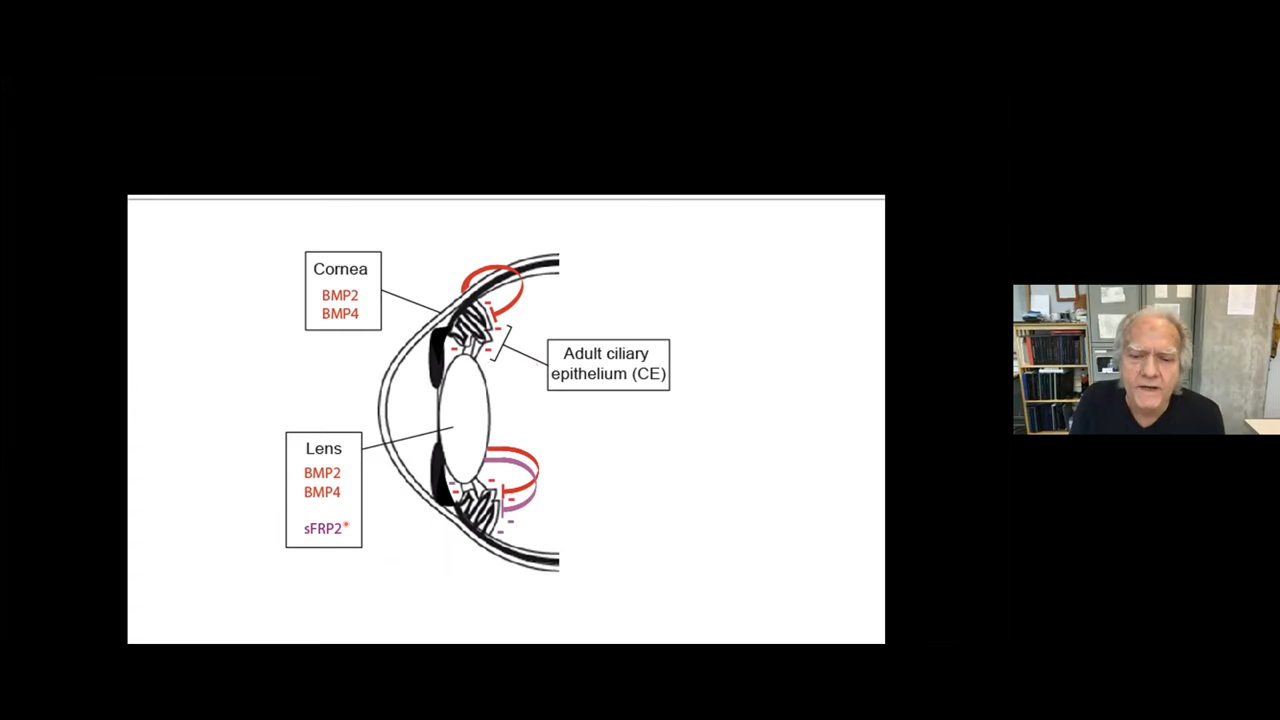 Cornea
BMP2
BMP4
Adult ciliary
epithelium (CE)
Lens
BMP2
BMP4
sFRP2